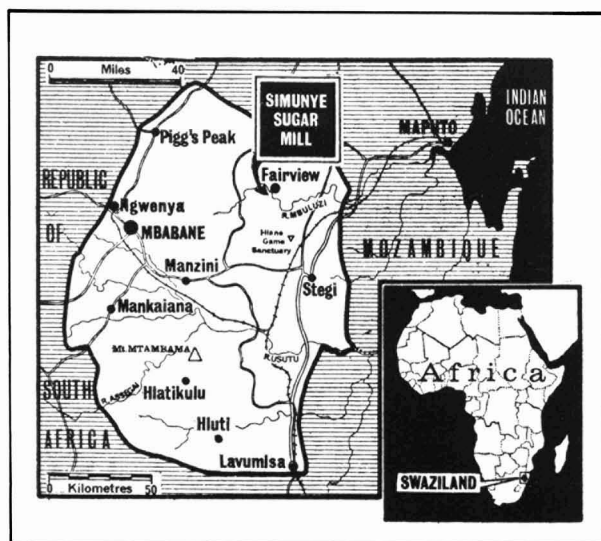 0 40
Miles
SIMUNYE
SUGAR
MILL
INDIAN
OCEAN
MAPUTO
Pigg's Peak
Fairview
REPUBLIC
R.MBULUZI
Ngwenya
OF
MBABANE
Hlane
Game
Sanctuary
MOZAMBIQUE
Manzini
Stegi
Mankaiana
Mt. MTAMBAMA
R.USUTU
SOUTH
Hlatikulu
Africa
AFRICA
Hluti
Lavumisa
SWAZILAND
0 50
Kilometres